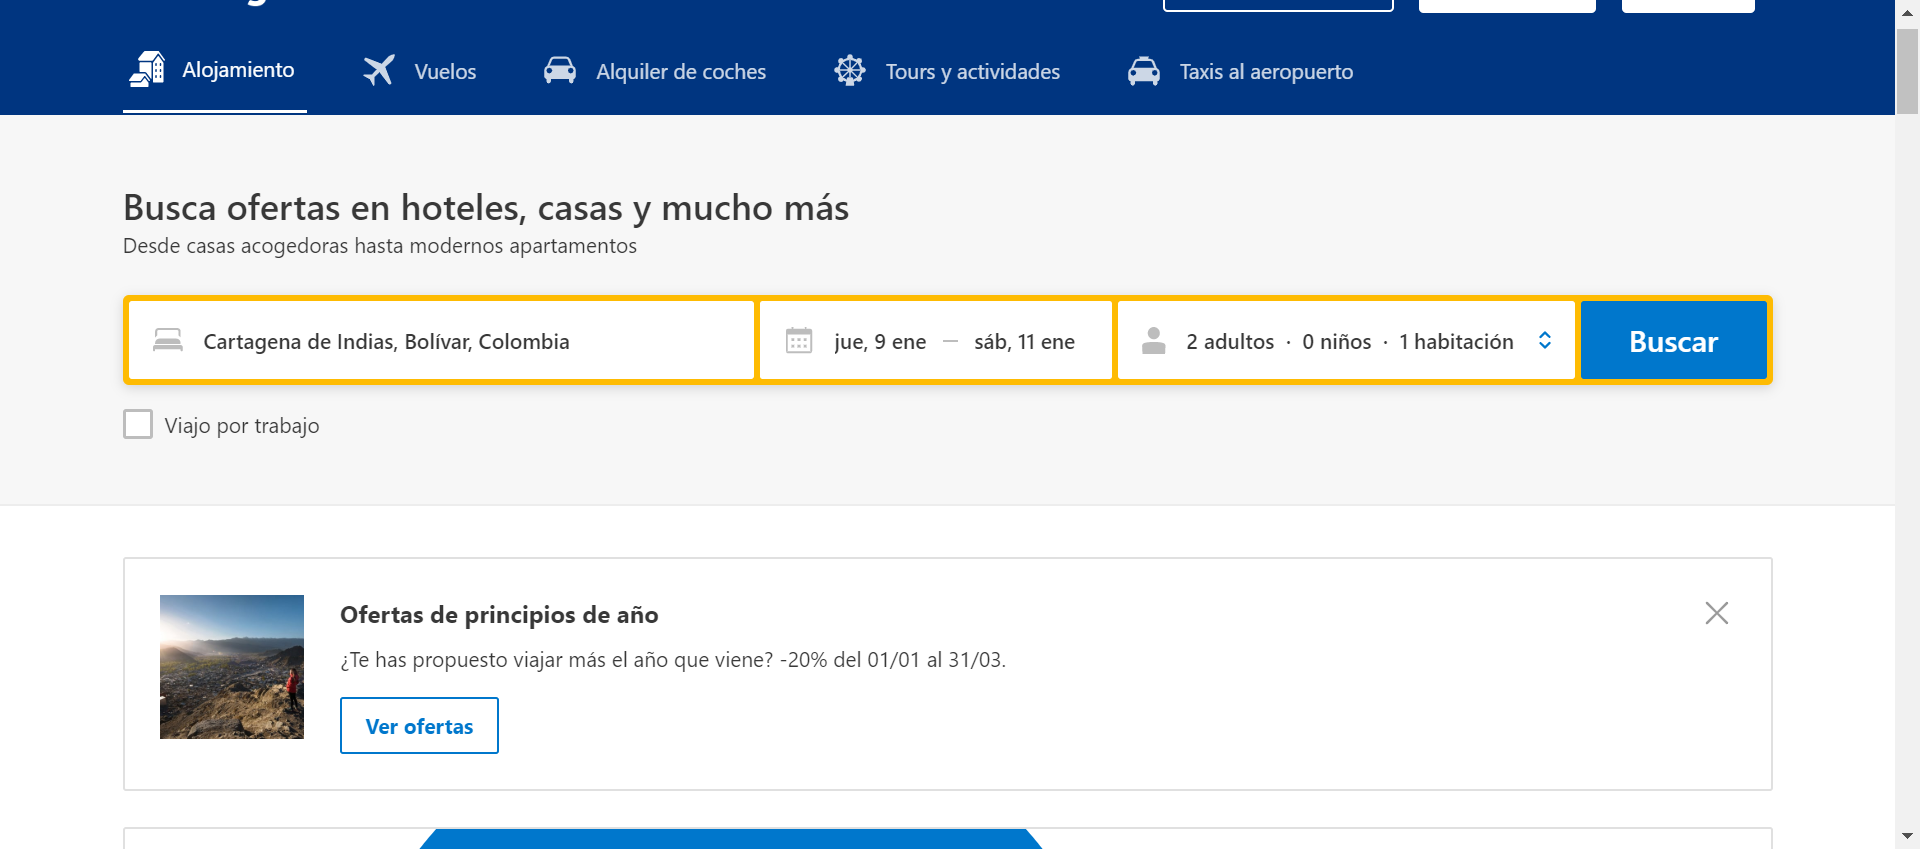 Alojamiento
Vuelos
Alquiler de coches
Tours y actividades
Taxis al aeropuerto
Busca ofertas en hoteles, casas y mucho más
Desde casas acogedoras hasta modernos apartamentos
Cartagena de Indias, Bolívar, Colombia
jue, 9 ene — sáb, 11 ene
2 adultos · 0 niños · 1 habitación
Buscar
Viajo por trabajo
Ofertas de principios de año
¿Te has propuesto viajar más el año que viene? -20% del 01/01 al 31/03.
Ver ofertas